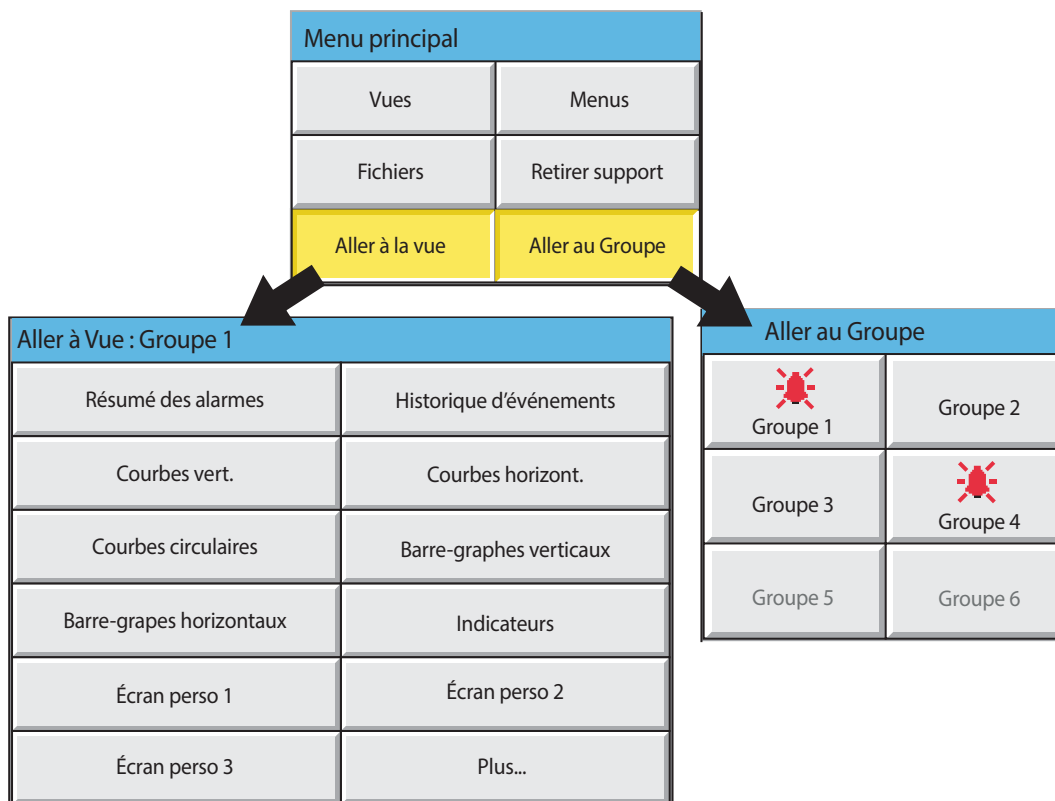 Menu principal
Vues
Menus
Fichiers
Retirer support
Aller à la vue
Aller au Groupe
Aller à Vue : Groupe 1
Résumé des alarmes
Historique d'événements
Courbes vert.
Courbes horizont.
Courbes circulaires
Barre-graphes verticaux
Barre-grapes horizontaux
Indicateurs
Écran perso 1
Écran perso 2
Écran perso 3
Plus...
Aller au Groupe
Groupe 1
Groupe 2
Groupe 3
Groupe 4
Groupe 5
Groupe 6